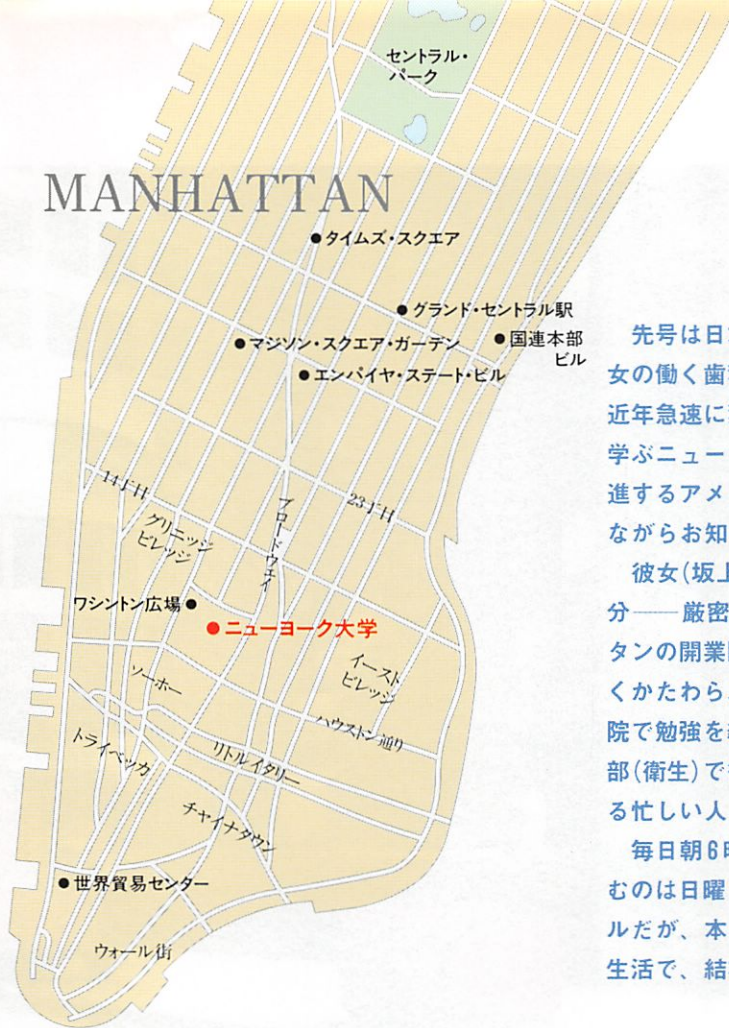 セントラル・
パーク
MANHATTAN
タイムズ・スクエア
グランド・セントラル駅
マジソン・スクエア・ガーデン
国連本部
ビル
エンパイヤ・ステート・ビル
14丁目
23丁目
グリニッジ
ビレッジ
ブロードウェイ
ワシントン広場
ニューヨーク大学
イースト
ビレッジ
ソーホー
ハウストン通り
トライベッカ
リトルイタリー
チャイナタウン
世界貿易センター
ウォール街
先号は日
女の働く歯
近年急速に
学ぶニュー
進するアメ
ながらお知
彼女(坂上
分――厳密
タンの開業
くかたわら
院で勉強を
部(衛生)で
る忙しい人
毎日朝6時
むのは日曜
ルだが、本
生活で、結